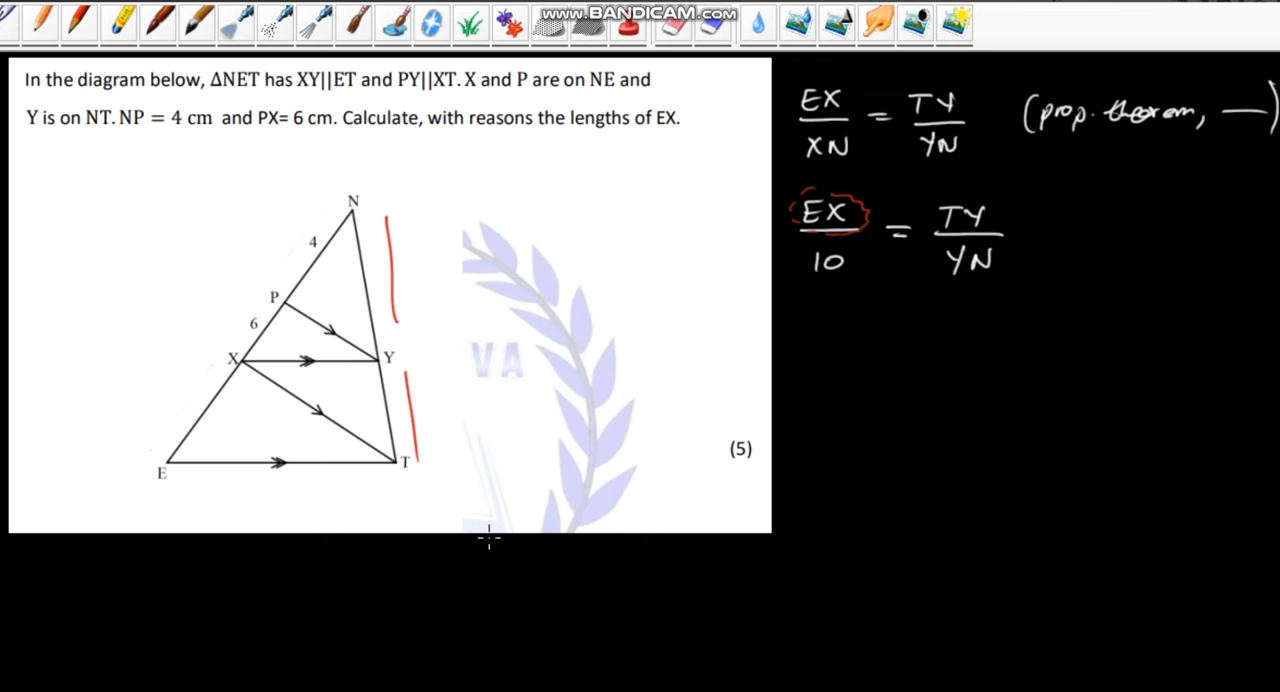 www.BANDICAM.com
In the diagram below, ΔNET has XY||ET and PY||XT. X and P are on NE and
Y is on NT. NP = 4 cm and PX= 6 cm. Calculate, with reasons the lengths of EX.
N
4
P
6
X
Y
E
T
VA
(5)
EX/XN = TY/YN (prop. theorem, —)
EX/10 = TY/YN